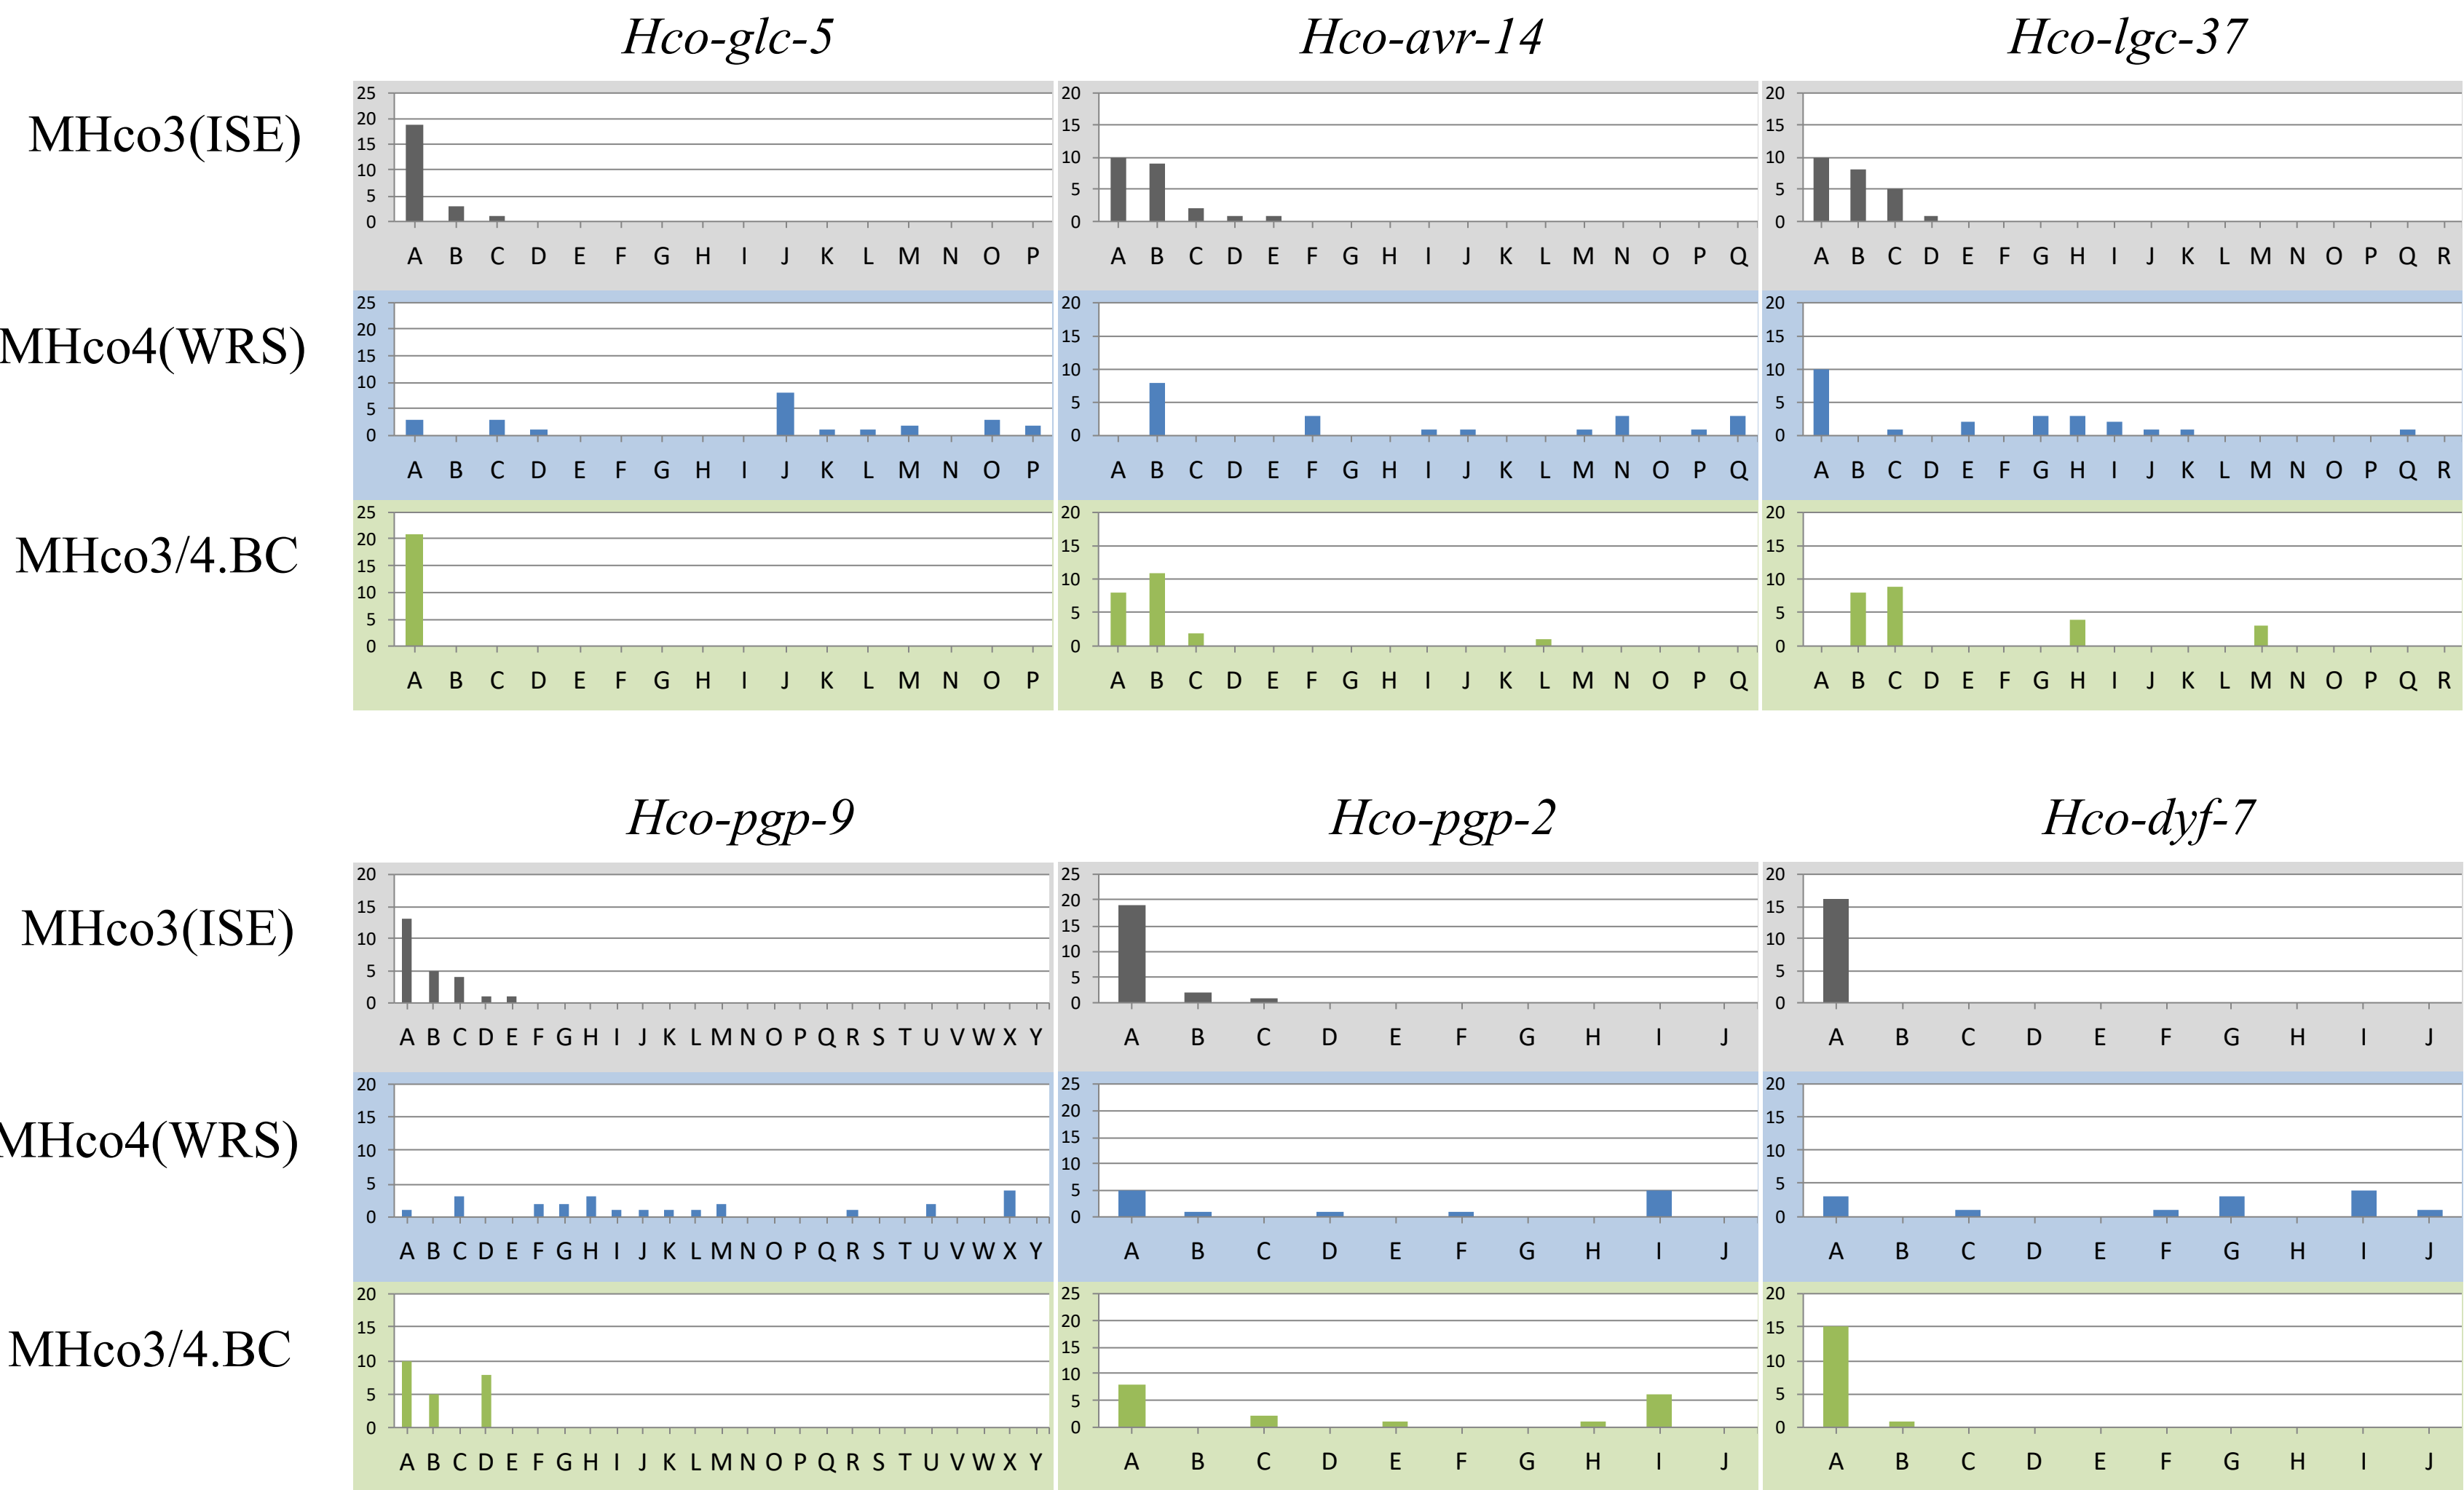 Hco-glc-5 Hco-avr-14 Hco-lgc-37
MHco3(ISE)
25 20 15 10 5 0
A B C D E F G H I J K L M N O P
20 15 10 5 0
A B C D E F G H I J K L M N O P Q
20 15 10 5 0
A B C D E F G H I J K L M N O P Q R
MHco4(WRS)
25 20 15 10 5 0
A B C D E F G H I J K L M N O P
20 15 10 5 0
A B C D E F G H I J K L M N O P Q
20 15 10 5 0
A B C D E F G H I J K L M N O P Q R
MHco3/4.BC
25 20 15 10 5 0
A B C D E F G H I J K L M N O P
20 15 10 5 0
A B C D E F G H I J K L M N O P Q
20 15 10 5 0
A B C D E F G H I J K L M N O P Q R
Hco-pgp-9 Hco-pgp-2 Hco-dyf-7
MHco3(ISE)
20 15 10 5 0
A B C D E F G H I J K L M N O P Q R S T U V W X Y
25 20 15 10 5 0
A B C D E F G H I J
20 15 10 5 0
A B C D E F G H I J
MHco4(WRS)
20 15 10 5 0
A B C D E F G H I J K L M N O P Q R S T U V W X Y
25 20 15 10 5 0
A B C D E F G H I J
20 15 10 5 0
A B C D E F G H I J
MHco3/4.BC
20 15 10 5 0
A B C D E F G H I J K L M N O P Q R S T U V W X Y
25 20 15 10 5 0
A B C D E F G H I J
20 15 10 5 0
A B C D E F G H I J